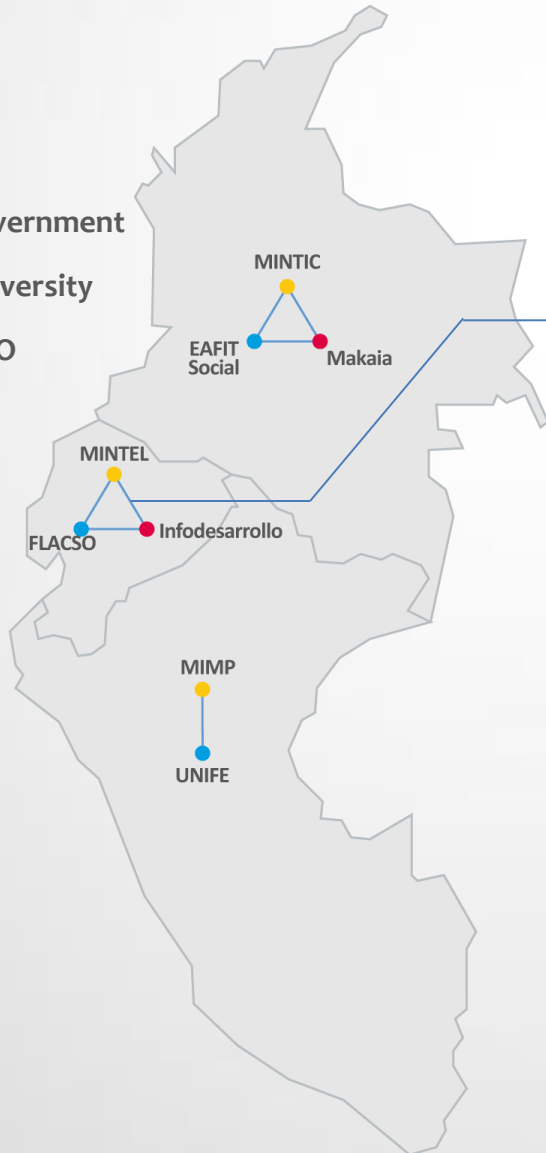 vernment
versity
O
MINTIC
EAFIT
Social
Makaia
MINTEL
FLACSO
Infodesarrollo
MIMP
UNIFE